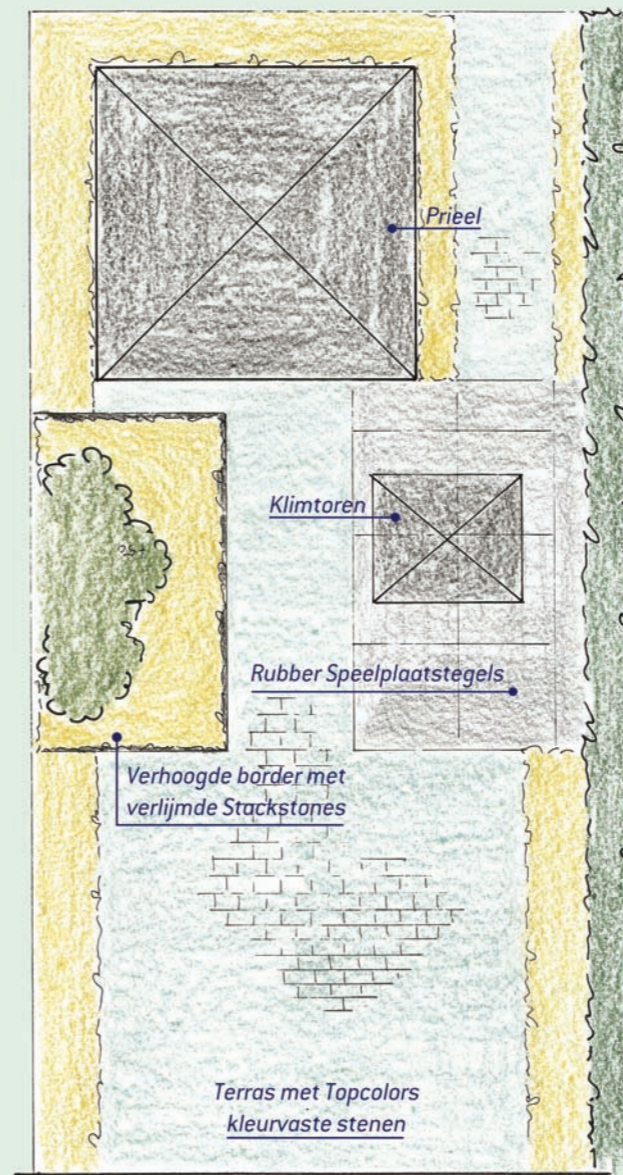 Prieel
Klimtoren
Rubber Speelplaatstegels
Verhoogde border met
verlijmde Stackstones
Terras met Topcolors
kleurvaste stenen